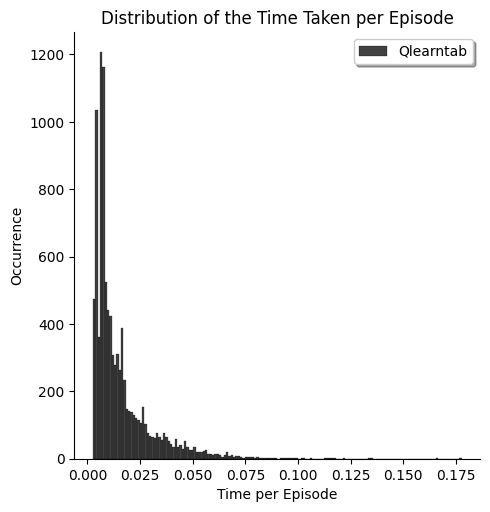 Distribution of the Time Taken per Episode
Qlearntab
1200
1000
800
600
400
200
0
Occurrence
0.000 0.025 0.050 0.075 0.100 0.125 0.150 0.175
Time per Episode